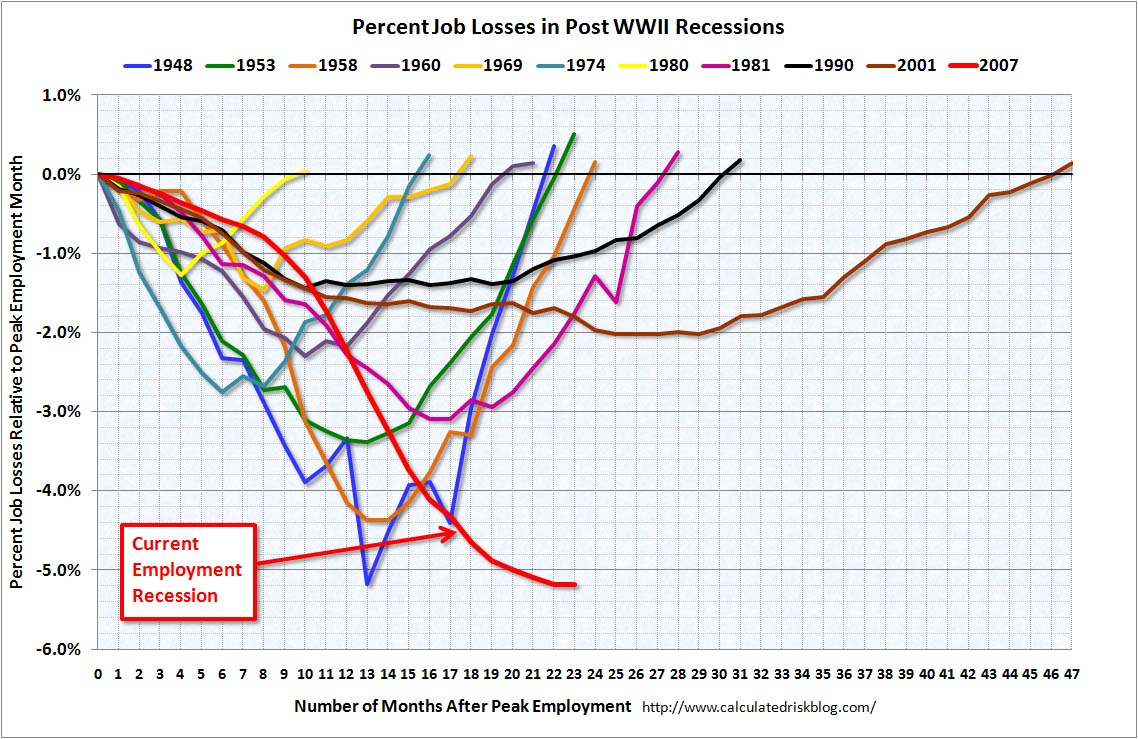 Percent Job Losses in Post WWII Recessions
1948 1953 1958 1960 1969 1974 1980 1981 1990 2001 2007
Percent Job Losses Relative to Peak Employment Month
1.0%
0.0%
-1.0%
-2.0%
-3.0%
-4.0%
-5.0%
-6.0%
Current
Employment
Recession
0 1 2 3 4 5 6 7 8 9 10 11 12 13 14 15 16 17 18 19 20 21 22 23 24 25 26 27 28 29 30 31 32 33 34 35 36 37 38 39 40 41 42 43 44 45 46 47
Number of Months After Peak Employment http://www.calculatedriskblog.com/